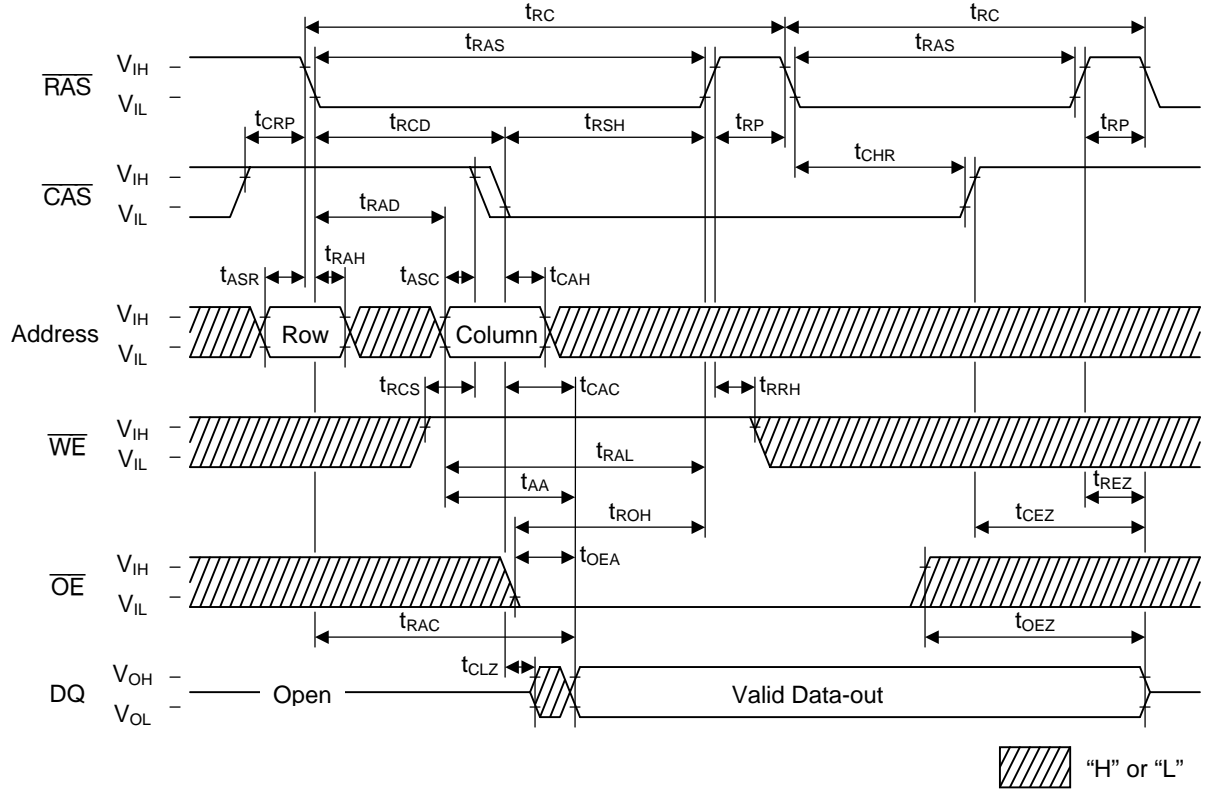 tRC tRC
tRAS tRAS
RAS VIH
VIL
tCRP tRCD tRSH tRP tRP
tCHR
CAS VIH
VIL
tRAD
tASR tRAH tASC tCAH
Address VIH
VIL
Row Column
tRCS tCAC tRRH
WE VIH
VIL
tRAL
tAA tREZ
tROH tCEZ
tOEA
OE VIH
VIL
tRAC tOEZ
tCLZ
DQ VOH
VOL
Open Valid Data-out
“H” or “L”